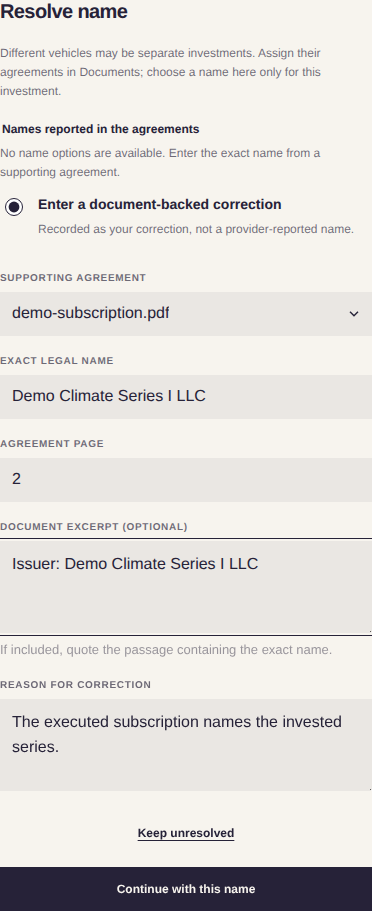 Resolve name
Different vehicles may be separate investments. Assign their
agreements in Documents; choose a name here only for this
investment.
Names reported in the agreements
No name options are available. Enter the exact name from a
supporting agreement.
Enter a document-backed correction
Recorded as your correction, not a provider-reported name.
SUPPORTING AGREEMENT
demo-subscription.pdf
EXACT LEGAL NAME
Demo Climate Series I LLC
AGREEMENT PAGE
2
DOCUMENT EXCERPT (OPTIONAL)
Issuer: Demo Climate Series I LLC
If included, quote the passage containing the exact name.
REASON FOR CORRECTION
The executed subscription names the invested
series.
Keep unresolved
Continue with this name